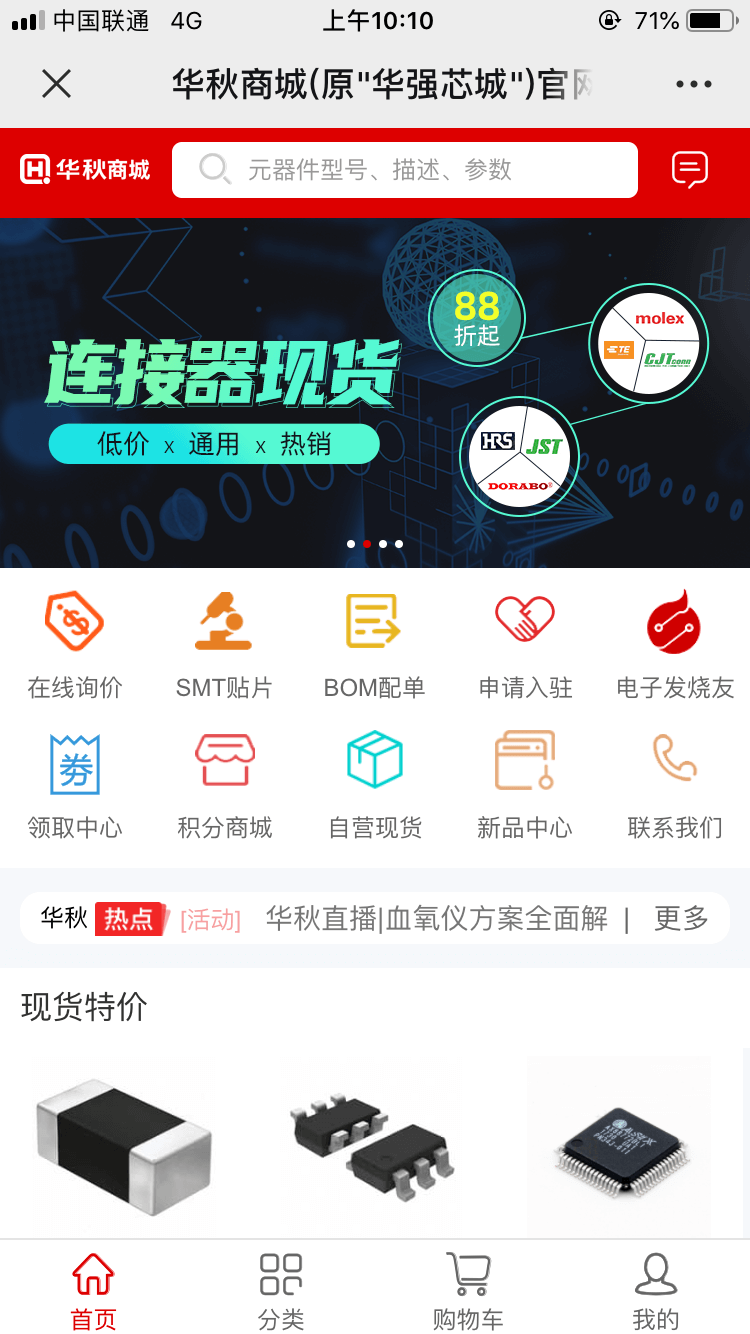 中国联通 4G 上午10:10 71%
华秋商城(原"华强芯城")官
华秋商城 元器件型号、描述、参数
88
折起
molex
TE
CJTconn
连接器现货
低价 x 通用 x 热销
HRS
JST
DORABO
在线询价 SMT贴片 BOM配单 申请入驻 电子发烧友
劵
领取中心 积分商城 自营现货 新品中心 联系我们
华秋 热点 [活动] 华秋直播|血氧仪方案全面解 | 更多
现货特价
首页 分类 购物车 我的